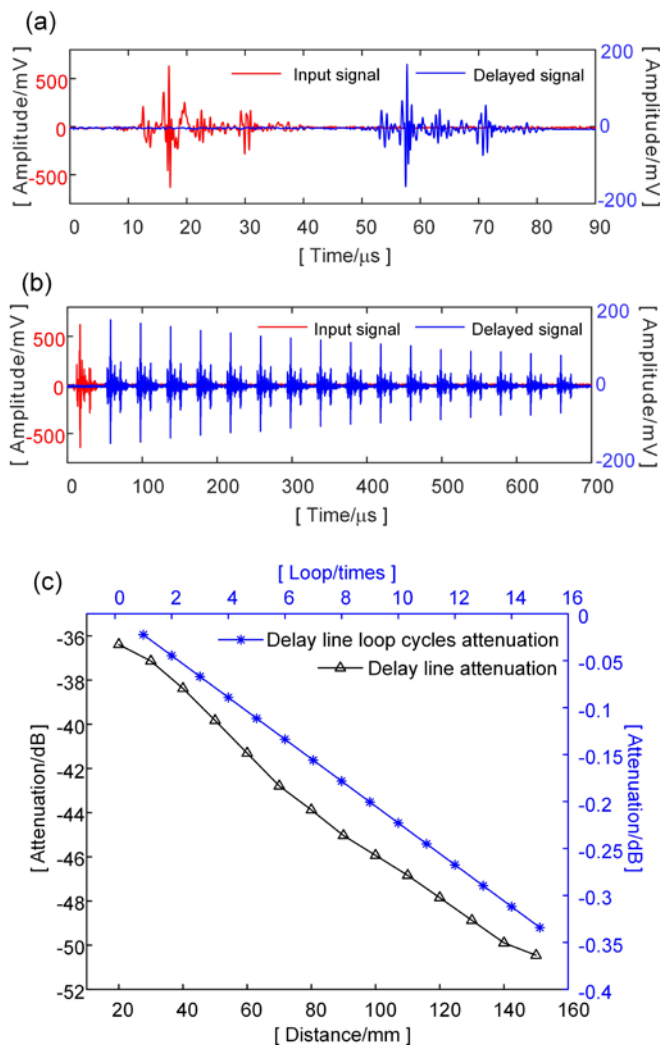 (a)
[ Amplitude/mV ]
500
0
-500
Input signal
Delayed signal
200
0
-200
[ Amplitude/mV ]
0 10 20 30 40 50 60 70 80 90
[ Time/μs ]
(b)
[ Amplitude/mV ]
500
0
-500
Input signal
Delayed signal
200
0
-200
[ Amplitude/mV ]
0 100 200 300 400 500 600 700
[ Time/μs ]
(c)
[ Loop/times ]
0 2 4 6 8 10 12 14 16
Delay line loop cycles attenuation
Delay line attenuation
[ Attenuation/dB ]
-36
-38
-40
-42
-44
-46
-48
-50
-52
0
-0.05
-0.1
-0.15
-0.2
-0.25
-0.3
-0.35
-0.4
[ Attenuation/dB ]
20 40 60 80 100 120 140 160
[ Distance/mm ]